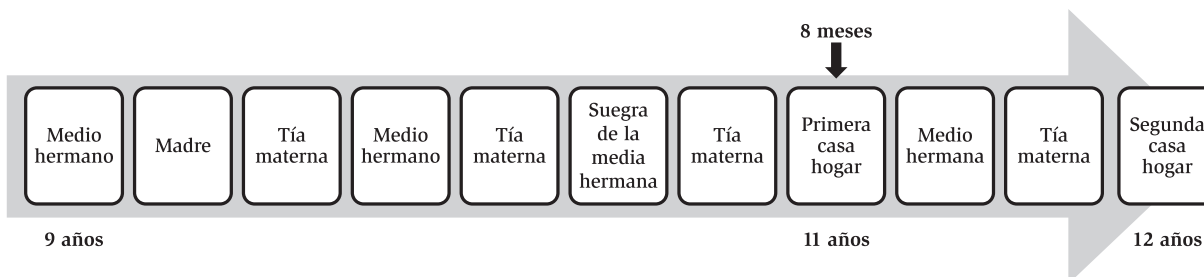 8 meses
Medio
hermano
Madre
Tía
materna
Medio
hermano
Tía
materna
Suegra
de la
media
hermana
Tía
materna
Primera
casa
hogar
Medio
hermana
Tía
materna
Segunda
casa
hogar
9 años
11 años
12 años